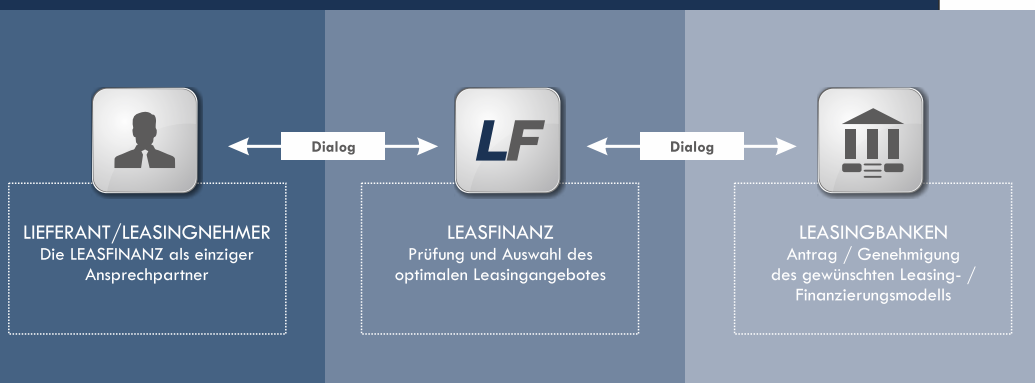 Dialog
LF
Dialog
LIEFERANT/LEASINGNEHMER
Die LEASFINANZ als einziger
Ansprechpartner
LEASFINANZ
Prüfung und Auswahl des
optimalen Leasingangebotes
LEASINGBANKEN
Antrag / Genehmigung
des gewünschten Leasing- /
Finanzierungsmodells